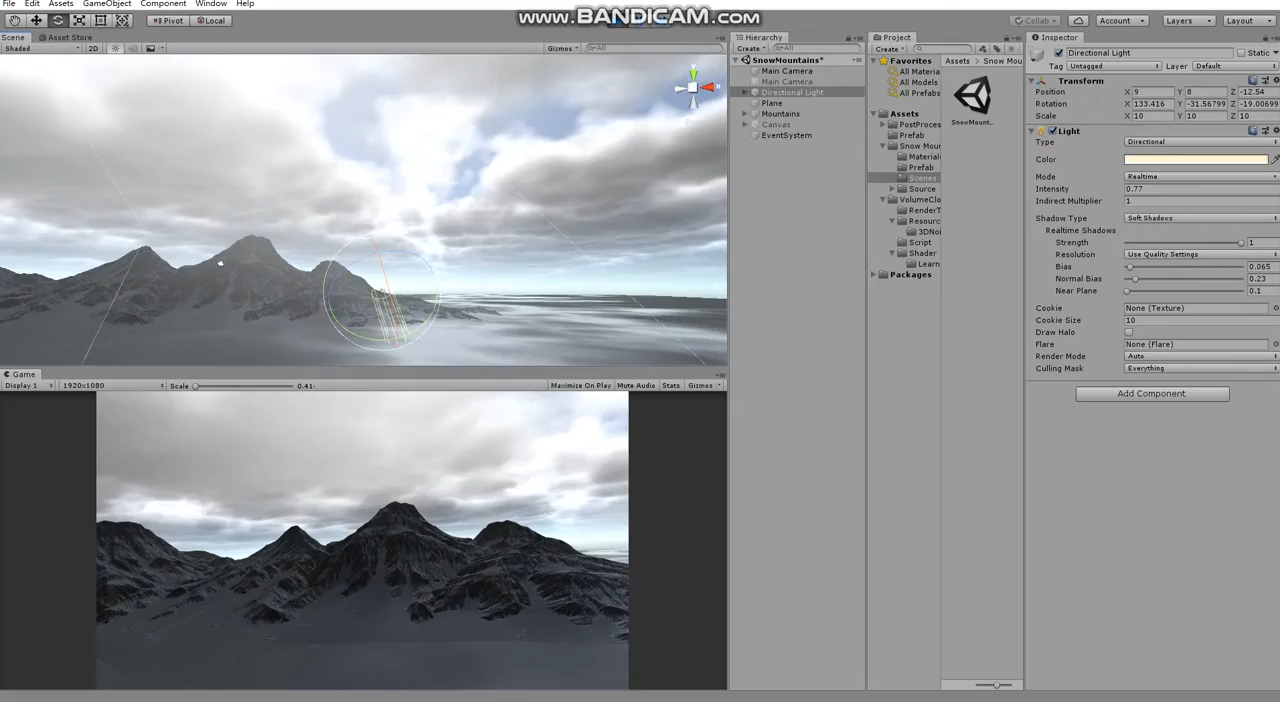 File Edit Assets GameObject Component Window Help
www.BANDICAM.com
Pivot Local
Collab Account Layers Layout
Scene Asset Store
Shaded 2D Gizmos All
y
x
Game
Display 1 1920x1080 Scale 0.41 Maximize On Play Mute Audio Stats Gizmos
Hierarchy
Create All
SnowMountains*
Main Camera
Main Camera
Directional Light
Plane
Mountains
Canvas
EventSystem
Project
Create
Favorites
All Materia
All Models
All Prefabs
Assets
PostProces
Prefab
Snow Mour
Material
Prefab
Scenes
Source
VolumeClo
RenderT
Resourc
3DNoi
Script
Shader
Learn
Packages
Assets Snow Mou
SnowMount...
Inspector
Directional Light Static
Tag Untagged Layer Default
Transform
Position X 9 Y 8 Z -12.54
Rotation X 133.416 Y -31.56799 Z -19.00699
Scale X 10 Y 10 Z 10
Light
Type Directional
Color
Mode Realtime
Intensity 0.77
Indirect Multiplier 1
Shadow Type Soft Shadows
Realtime Shadows
Strength 1
Resolution Use Quality Settings
Bias 0.065
Normal Bias 0.23
Near Plane 0.1
Cookie None (Texture)
Cookie Size 10
Draw Halo
Flare None (Flare)
Render Mode Auto
Culling Mask Everything
Add Component